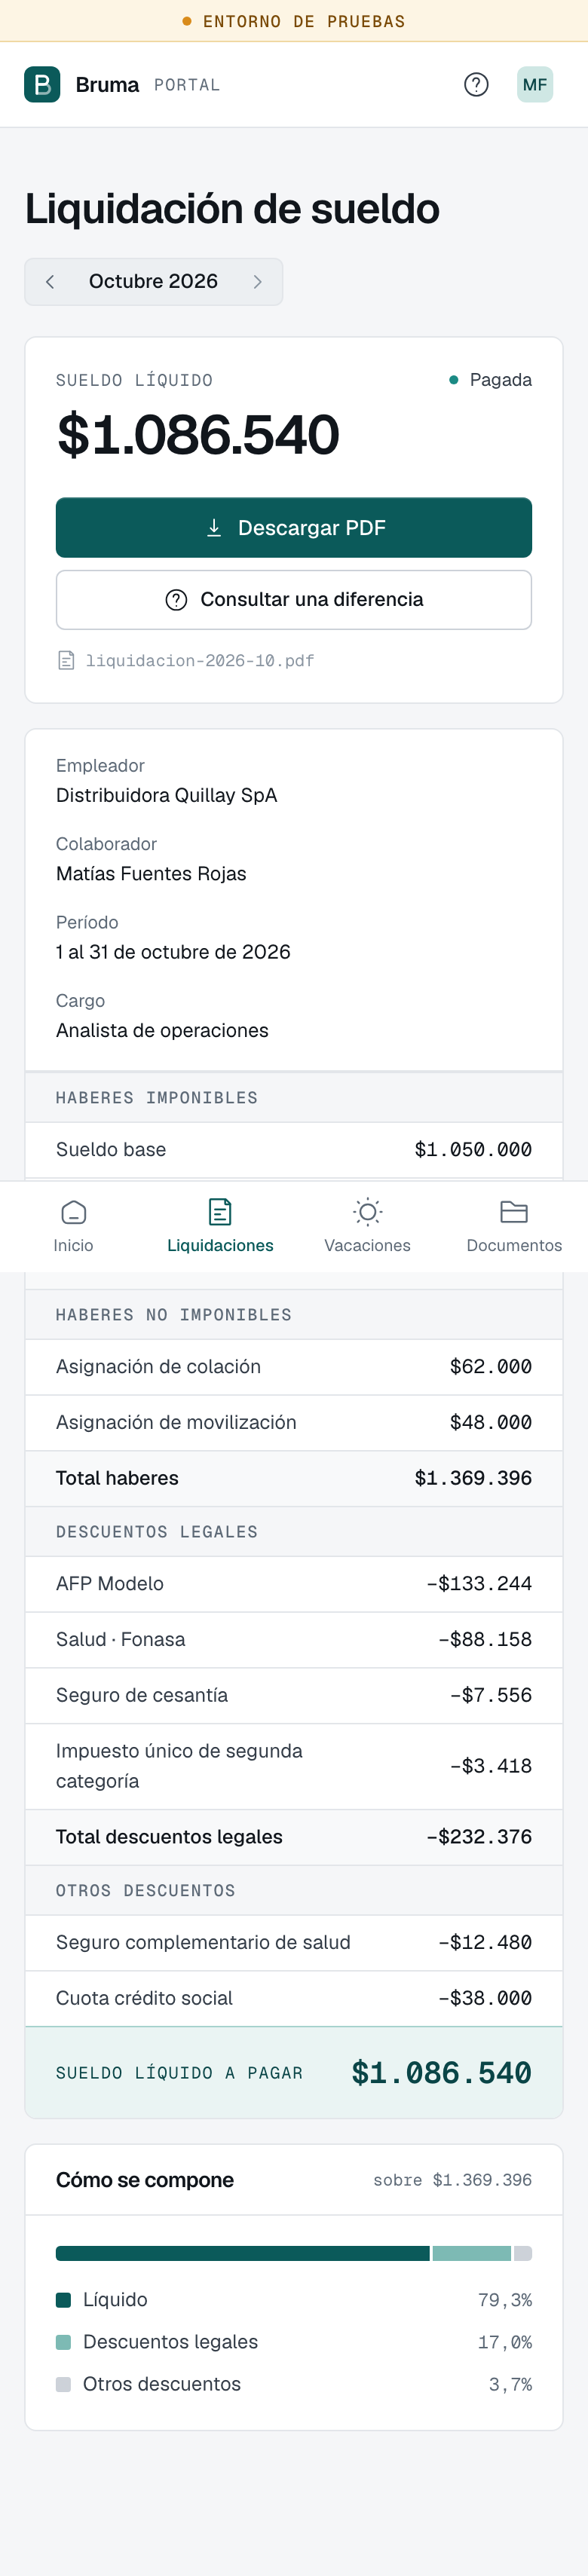 ENTORNO DE PRUEBAS
B Bruma PORTAL
MF
Liquidación de sueldo
Octubre 2026
SUELDO LÍQUIDO
Pagada
$1.086.540
Descargar PDF
Consultar una diferencia
liquidacion-2026-10.pdf
Empleador
Distribuidora Quillay SpA
Colaborador
Matías Fuentes Rojas
Período
1 al 31 de octubre de 2026
Cargo
Analista de operaciones
HABERES IMPONIBLES
Sueldo base $1.050.000
Inicio Liquidaciones Vacaciones Documentos
HABERES NO IMPONIBLES
Asignación de colación $62.000
Asignación de movilización $48.000
Total haberes $1.369.396
DESCUENTOS LEGALES
AFP Modelo −$133.244
Salud · Fonasa −$88.158
Seguro de cesantía −$7.556
Impuesto único de segunda
categoría −$3.418
Total descuentos legales −$232.376
OTROS DESCUENTOS
Seguro complementario de salud −$12.480
Cuota crédito social −$38.000
SUELDO LÍQUIDO A PAGAR $1.086.540
Cómo se compone sobre $1.369.396
Líquido 79,3%
Descuentos legales 17,0%
Otros descuentos 3,7%